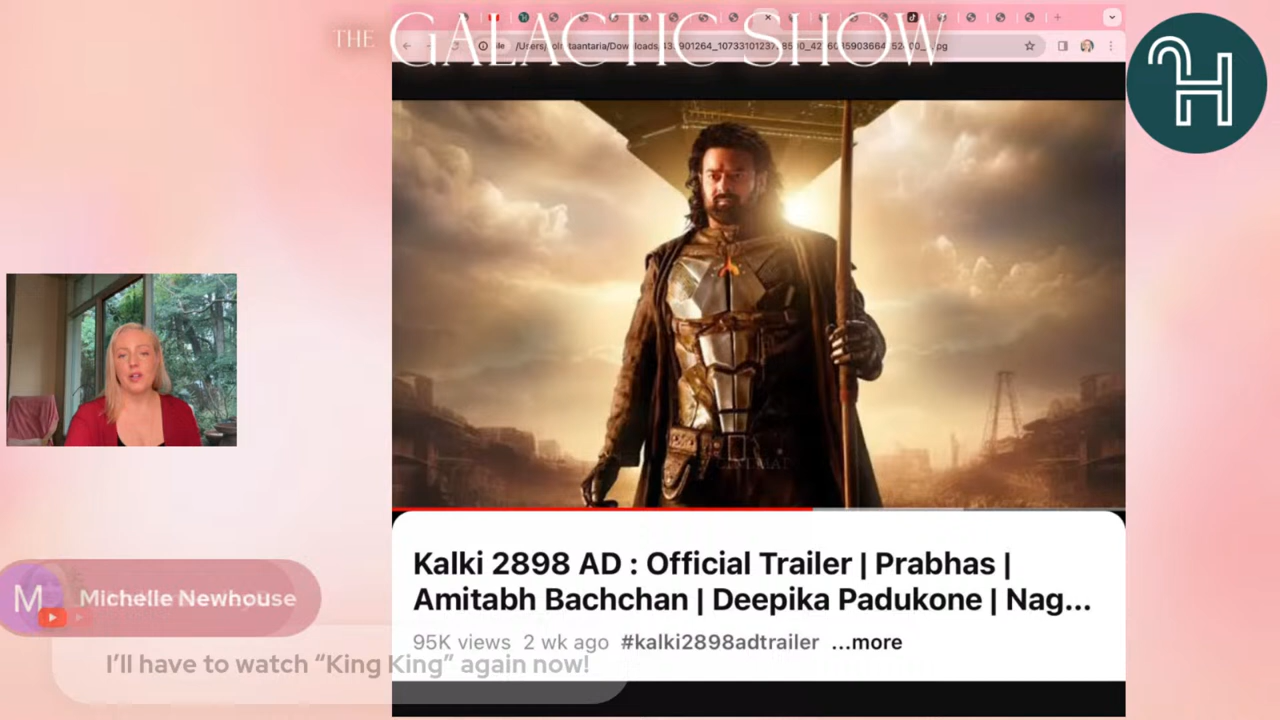 THE GALACTIC SHOW
H
Kalki 2898 AD : Official Trailer | Prabhas |
Amitabh Bachchan | Deepika Padukone | Nag...
95K views 2 wk ago #kalki2898adtrailer ...more
M
Michelle Newhouse
I'll have to watch “King King” again now!